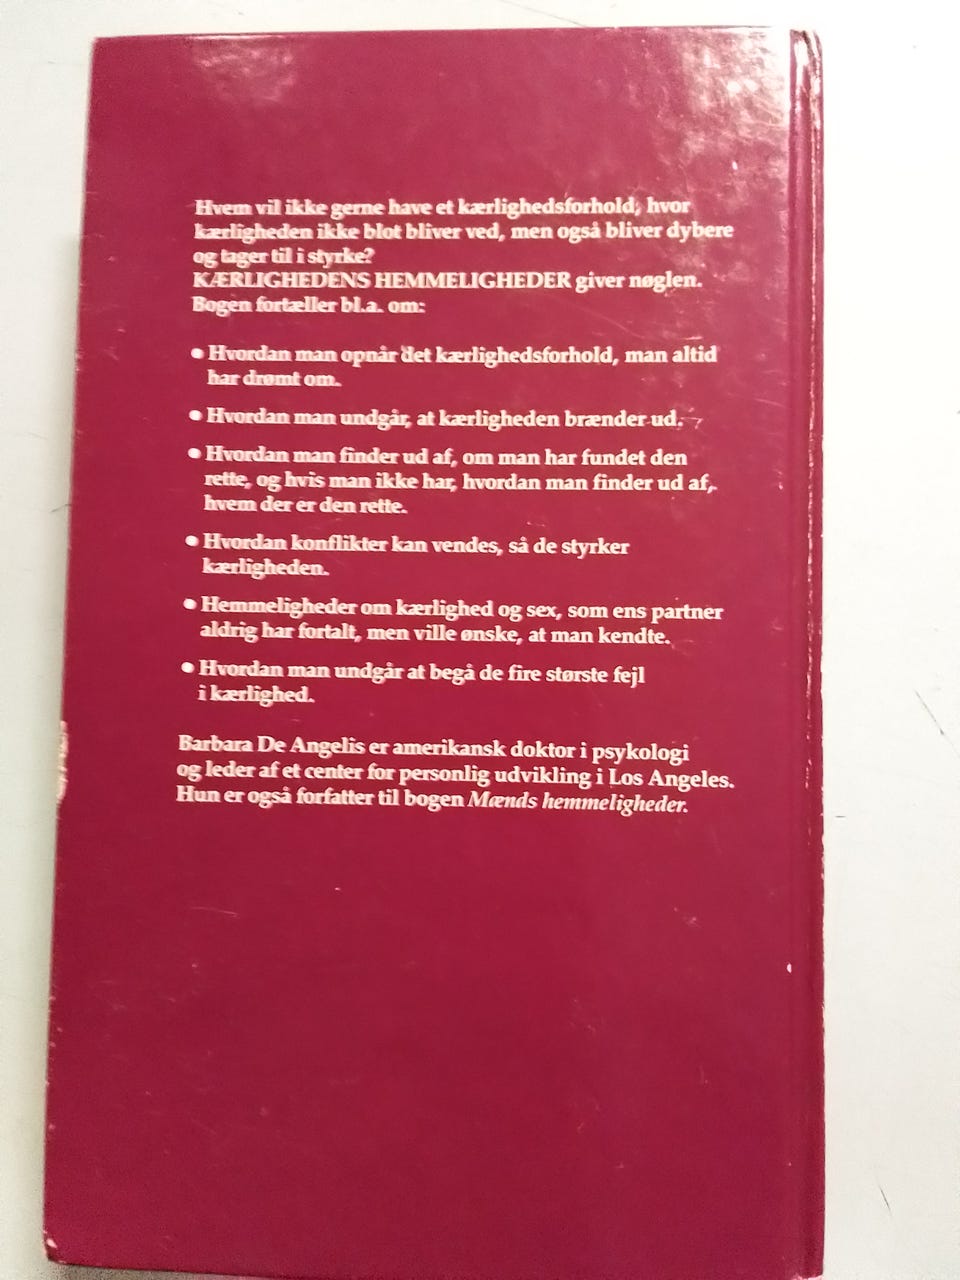 Hvem vil ikke gerne have et kærlighedsforhold, hvor
kærligheden ikke blot bliver ved, men også bliver dybere
og tager til i styrke?
KÆRLIGHEDENS HEMMELIGHEDER giver nøglen.
Bogen fortæller bl.a. om:
• Hvordan man opnår det kærlighedsforhold, man altid
har drømt om.
• Hvordan man undgår, at kærligheden brænder ud.
• Hvordan man finder ud af, om man har fundet den
rette, og hvis man ikke har, hvordan man finder ud af,
hvem der er den rette.
• Hvordan konflikter kan vendes, så de styrker
kærligheden.
• Hemmeligheder om kærlighed og sex, som ens partner
aldrig har fortalt, men ville ønske, at man kendte.
• Hvordan man undgår at begå de fire største fejl
i kærlighed.
Barbara De Angelis er amerikansk doktor i psykologi
og leder af et center for personlig udvikling i Los Angeles.
Hun er også forfatter til bogen Mænds hemmeligheder.